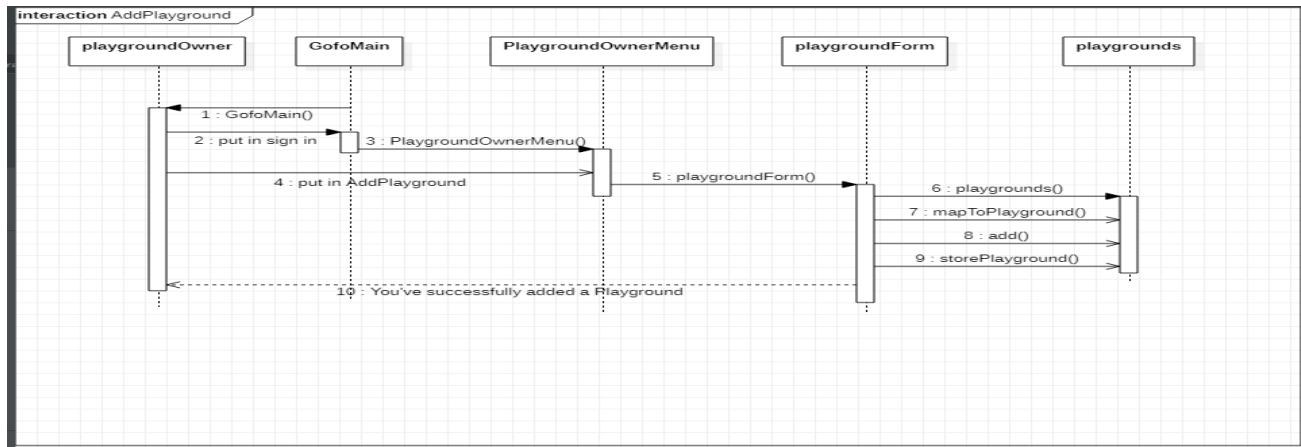 interaction AddPlayground
playgroundOwner
GofoMain
PlaygroundOwnerMenu
playgroundForm
playgrounds
1 : GofoMain()
2 : put in sign in
3 : PlaygroundOwnerMenu()
4 : put in AddPlayground
5 : playgroundForm()
6 : playgrounds()
7 : mapToPlayground()
8 : add()
9 : storePlayground()
10 : You've successfully added a Playground